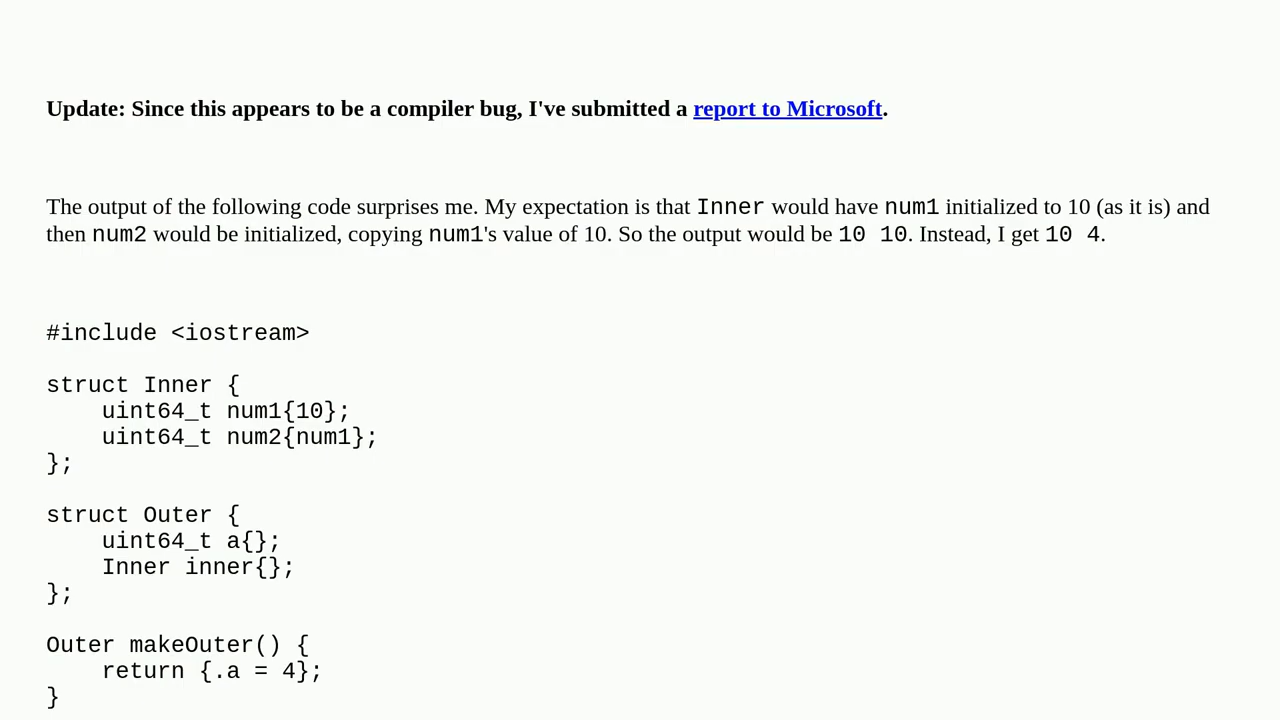 Update: Since this appears to be a compiler bug, I've submitted a report to Microsoft.
The output of the following code surprises me. My expectation is that Inner would have num1 initialized to 10 (as it is) and
then num2 would be initialized, copying num1's value of 10. So the output would be 10 10. Instead, I get 10 4.
#include <iostream>
struct Inner {
    uint64_t num1{10};
    uint64_t num2{num1};
};
struct Outer {
    uint64_t a{};
    Inner inner{};
};
Outer makeOuter() {
    return {.a = 4};
}